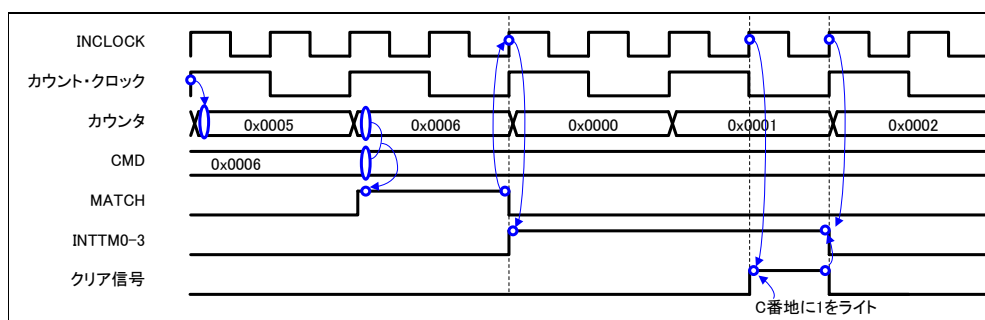 INCLOCK
カウント・クロック
カウンタ 0x0005 0x0006 0x0000 0x0001 0x0002
CMD 0x0006
MATCH
INTTM0-3
クリア信号
C番地に1をライト